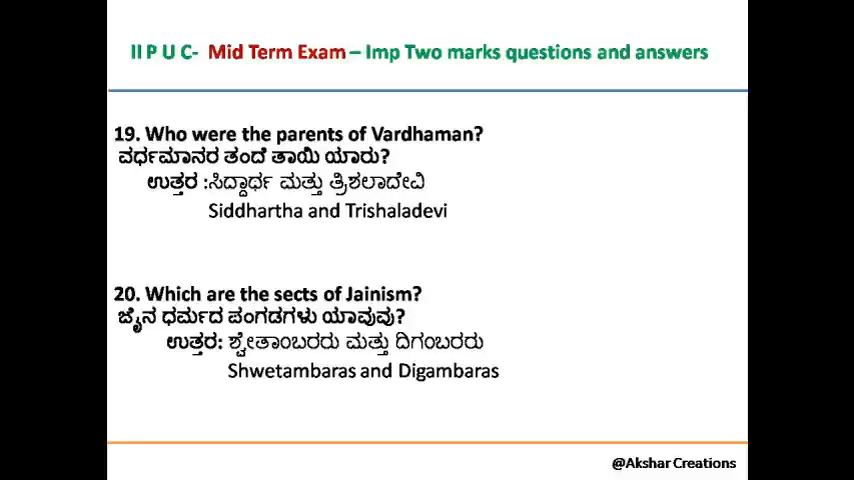 II P U C- Mid Term Exam – Imp Two marks questions and answers
19. Who were the parents of Vardhaman?
ವರ್ಧಮಾನರ ತಂದೆ ತಾಯಿ ಯಾರು?
ಉತ್ತರ :ಸಿದ್ದಾರ್ಥ ಮತ್ತು ತ್ರಿಶಲಾದೇವಿ
Siddhartha and Trishaladevi
20. Which are the sects of Jainism?
ಜೈನ ಧರ್ಮದ ಪಂಗಡಗಳು ಯಾವುವು?
ಉತ್ತರ: ಶ್ವೇತಾಂಬರರು ಮತ್ತು ದಿಗಂಬರರು
Shwetambaras and Digambaras
@Akshar Creations